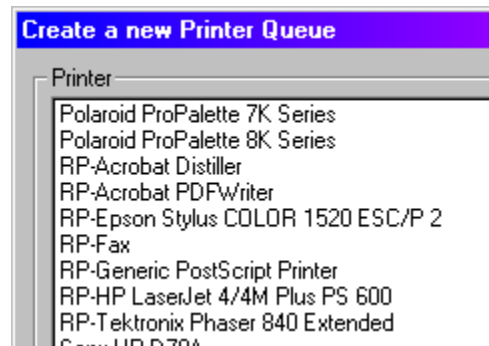 Create a new Printer Queue
Printer
Polaroid ProPalette 7K Series
Polaroid ProPalette 8K Series
RP-Acrobat Distiller
RP-Acrobat PDFWriter
RP-Epson Stylus COLOR 1520 ESC/P 2
RP-Fax
RP-Generic PostScript Printer
RP-HP LaserJet 4/4M Plus PS 600
RP-Tektronix Phaser 840 Extended